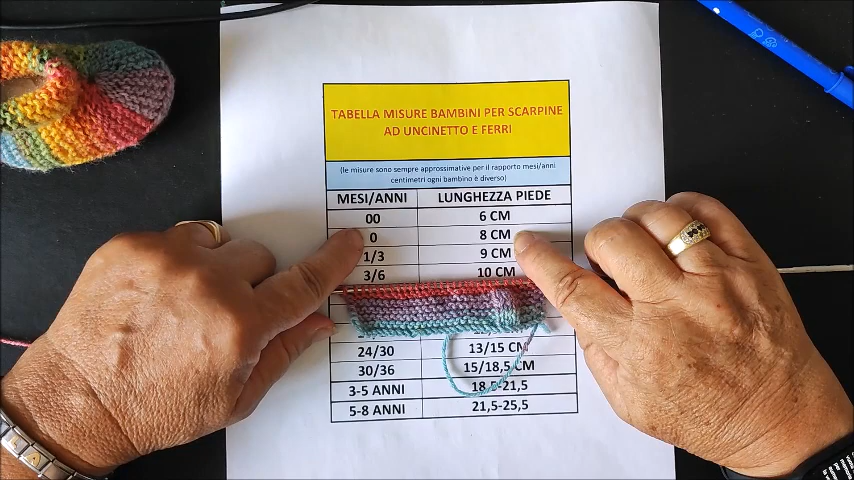 TABELLA MISURE BAMBINI PER SCARPINE
AD UNCINETTO E FERRI
(le misure sono sempre approssimative per il rapporto mesi/anni
centimetri ogni bambino è diverso)
MESI/ANNI LUNGHEZZA PIEDE
00 6 CM
0 8 CM
1/3 9 CM
3/6 10 CM
24/30 13/15 CM
30/36 15/18,5 CM
3-5 ANNI 18,5-21,5
5-8 ANNI 21,5-25,5